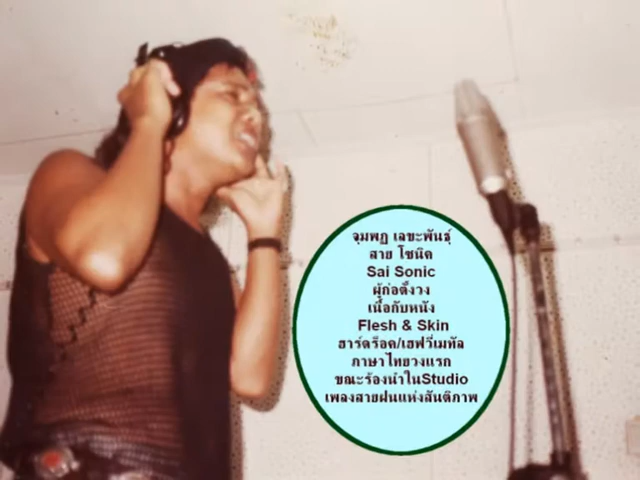 จุมพฏ เลขะพันธุ์
สาย โซนิค
Sai Sonic
ผู้ก่อตั้งวง
เนื้อกับหนัง
Flesh & Skin
ฮาร์ดร็อค/เฮฟวี่เมทัล
ภาษาไทยวงแรก
ขณะร้องนำในStudio
เพลงสายฝนแห่งสันติภาพ